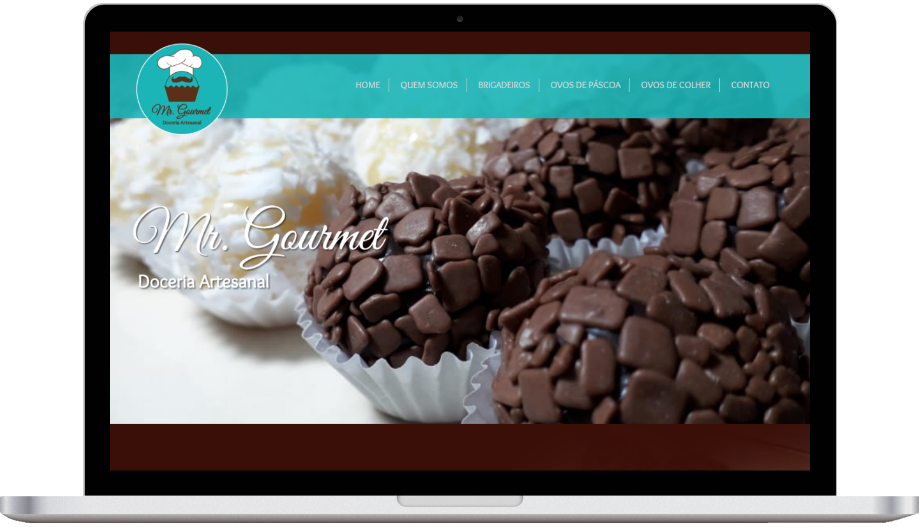 Mr. Gourmet
Doceria Artesanal
HOME
QUEM SOMOS
BRIGADEIROS
OVOS DE PÁSCOA
OVOS DE COLHER
CONTATO
Mr. Gourmet
Doceria Artesanal